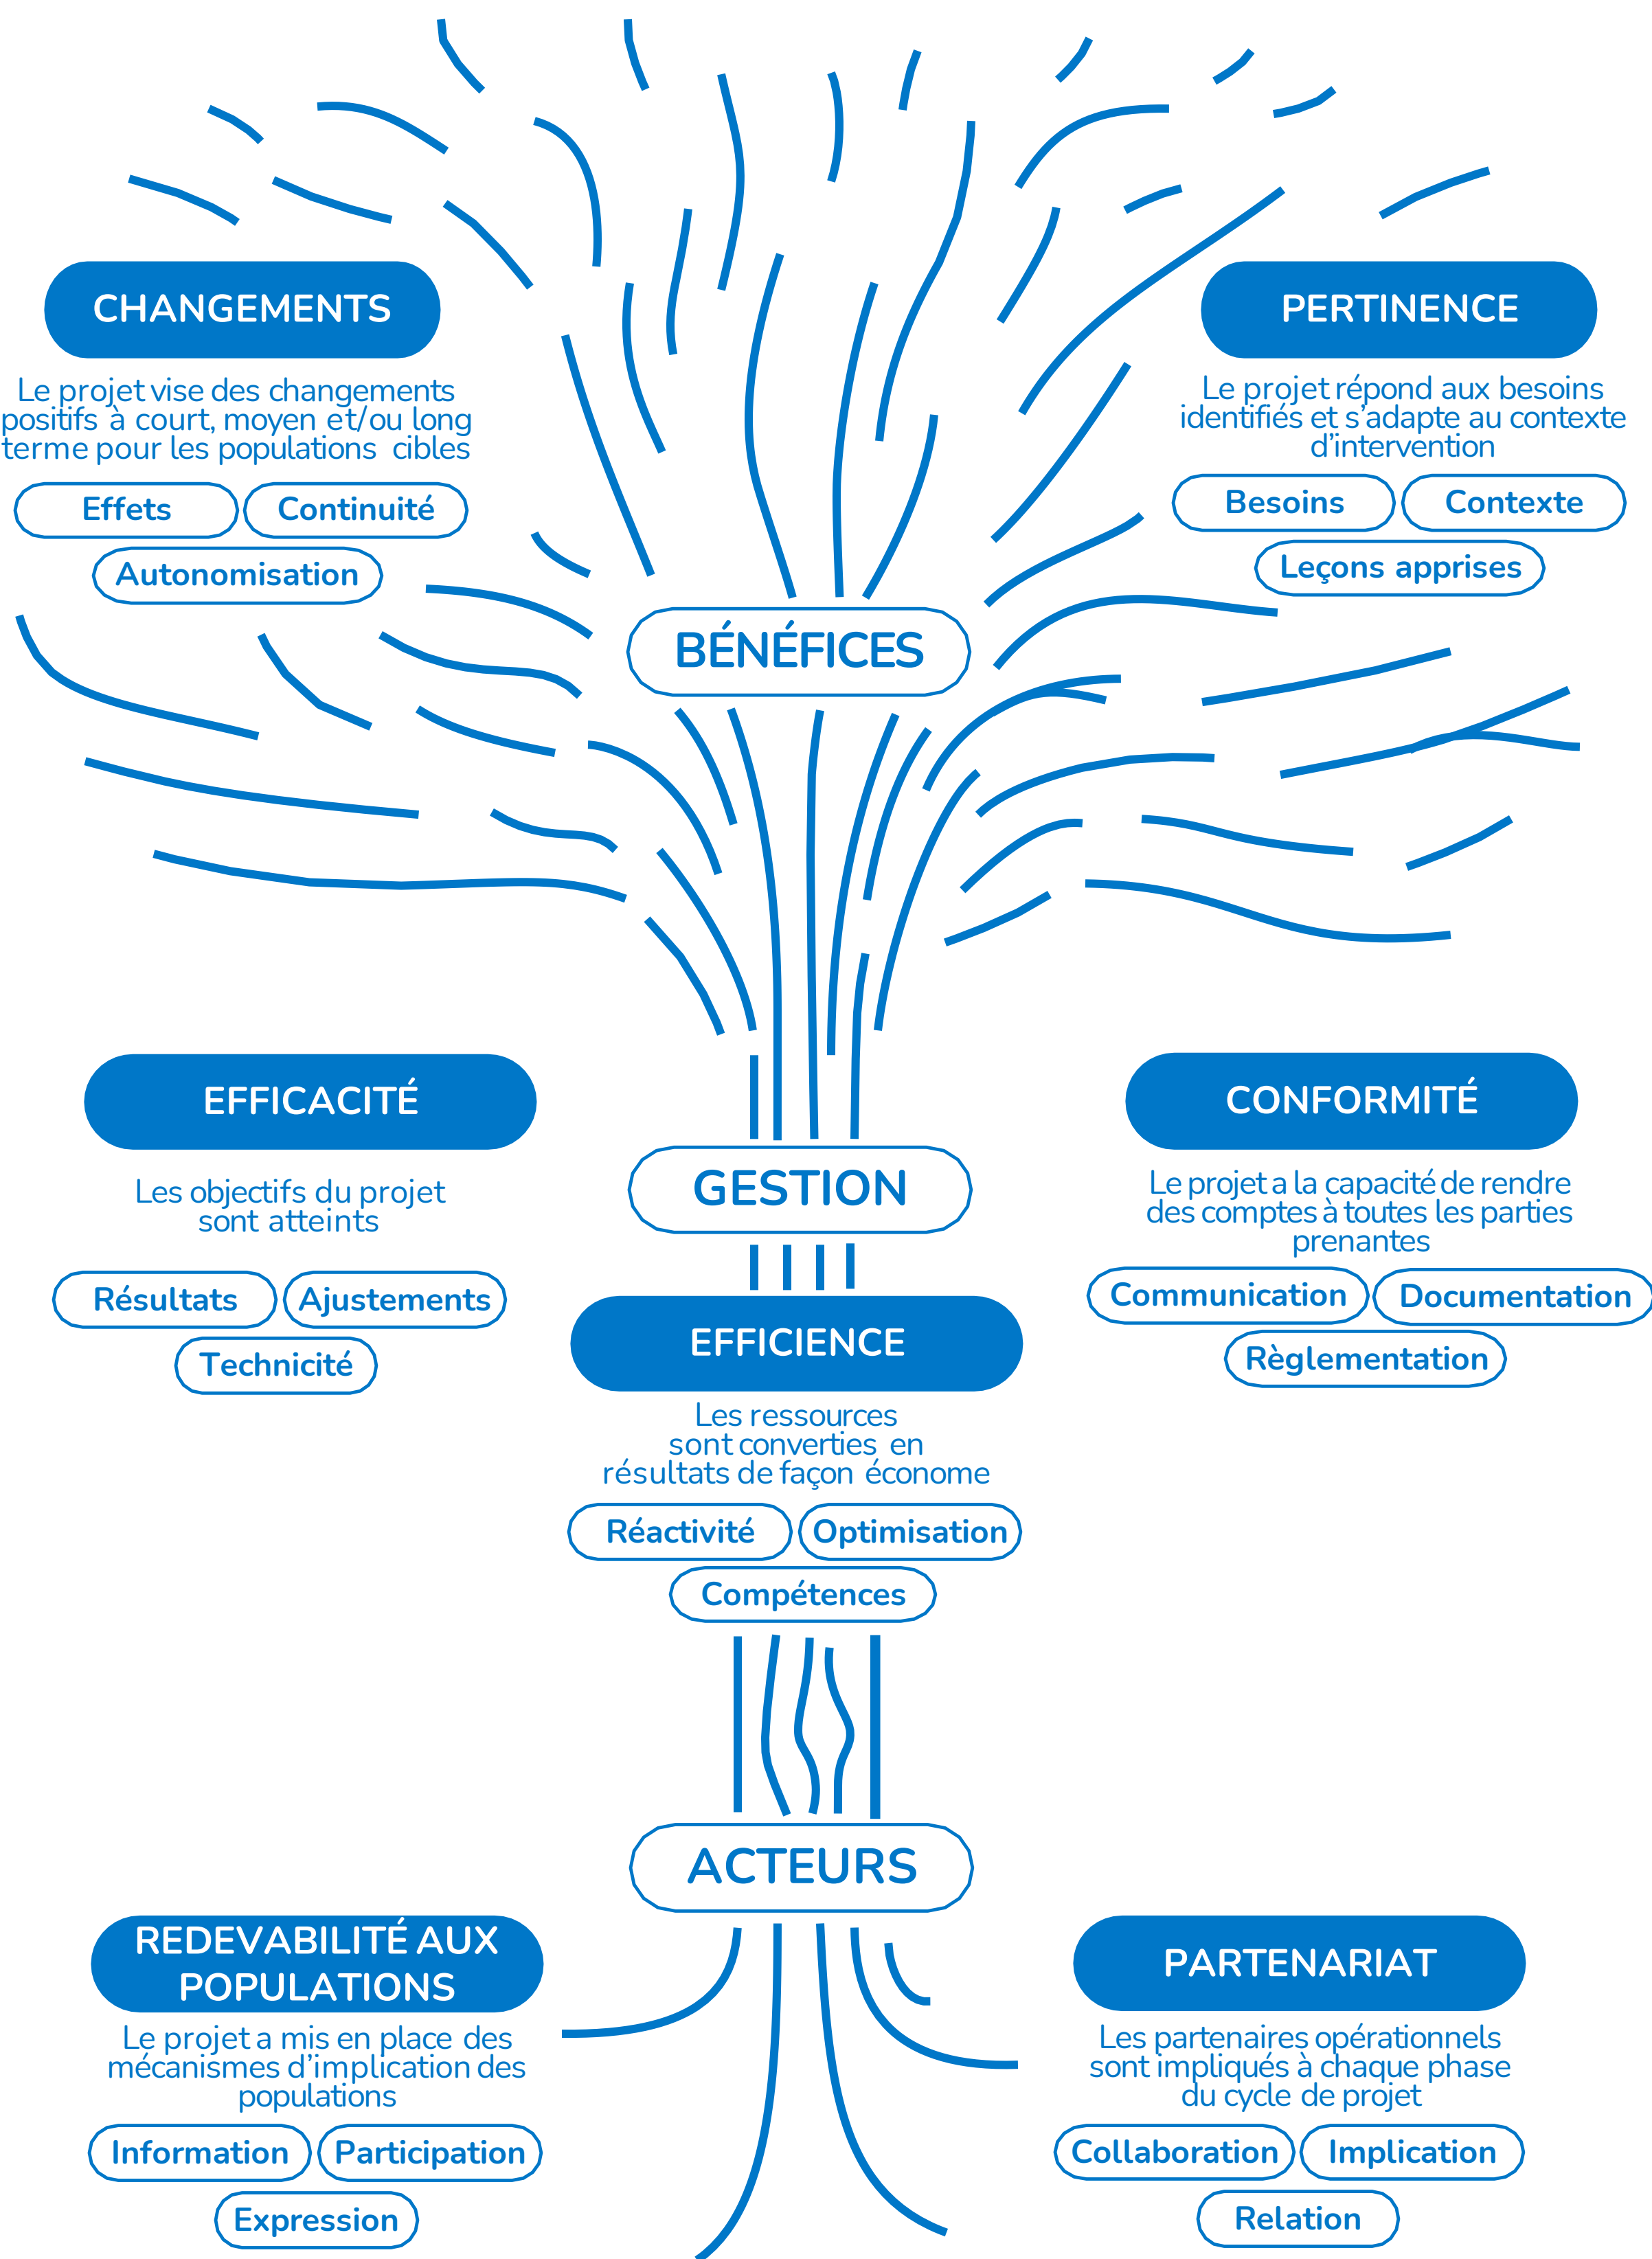 CHANGEMENTS
Le projet vise des changements
positifs à court, moyen et/ou long
terme pour les populations cibles
Effets
Continuité
Autonomisation
PERTINENCE
Le projet répond aux besoins
identifiés et s’adapte au contexte
d’intervention
Besoins
Contexte
Leçons apprises
BÉNÉFICES
EFFICACITÉ
Les objectifs du projet
sont atteints
Résultats
Ajustements
Technicité
GESTION
CONFORMITÉ
Le projet a la capacité de rendre
des comptes à toutes les parties
prenantes
Communication
Documentation
Règlementation
EFFICIENCE
Les ressources
sont converties en
résultats de façon économe
Réactivité
Optimisation
Compétences
ACTEURS
REDEVABILITÉ AUX
POPULATIONS
Le projet a mis en place des
mécanismes d’implication des
populations
Information
Participation
Expression
PARTENARIAT
Les partenaires opérationnels
sont impliqués à chaque phase
du cycle de projet
Collaboration
Implication
Relation